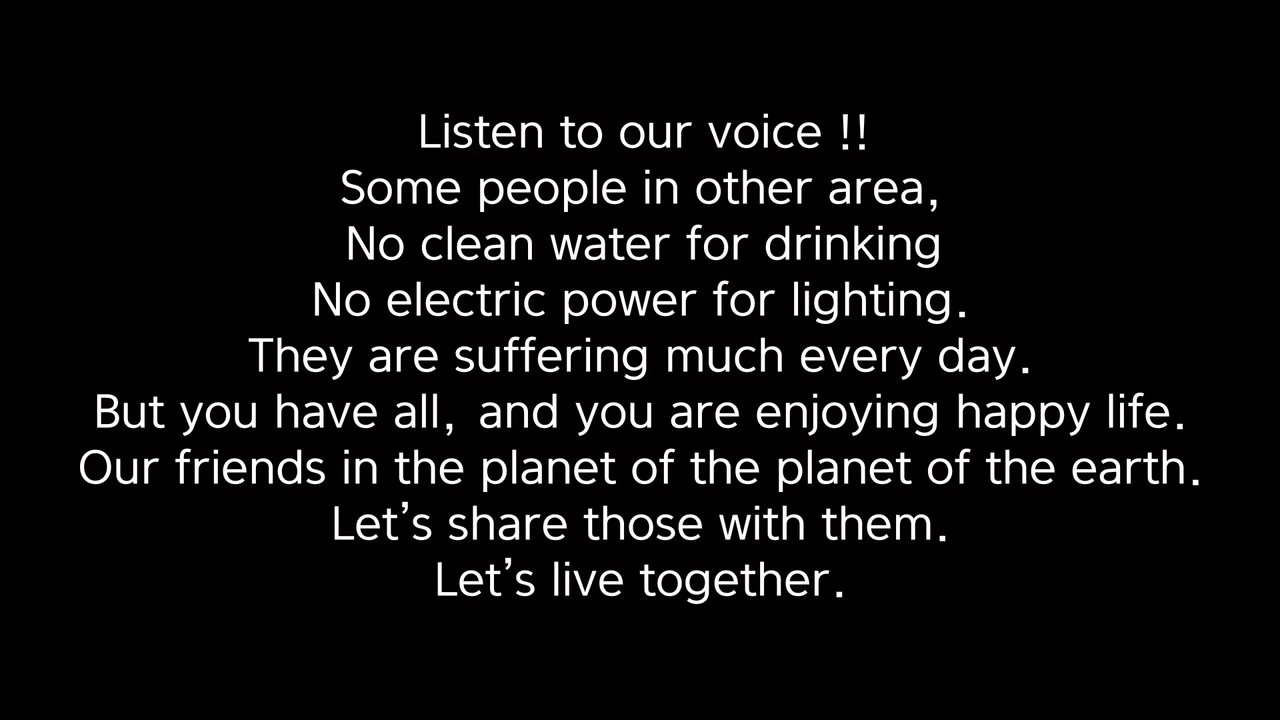 Listen to our voice !!
Some people in other area,
No clean water for drinking
No electric power for lighting.
They are suffering much every day.
But you have all, and you are enjoying happy life.
Our friends in the planet of the planet of the earth.
Let’s share those with them.
Let’s live together.